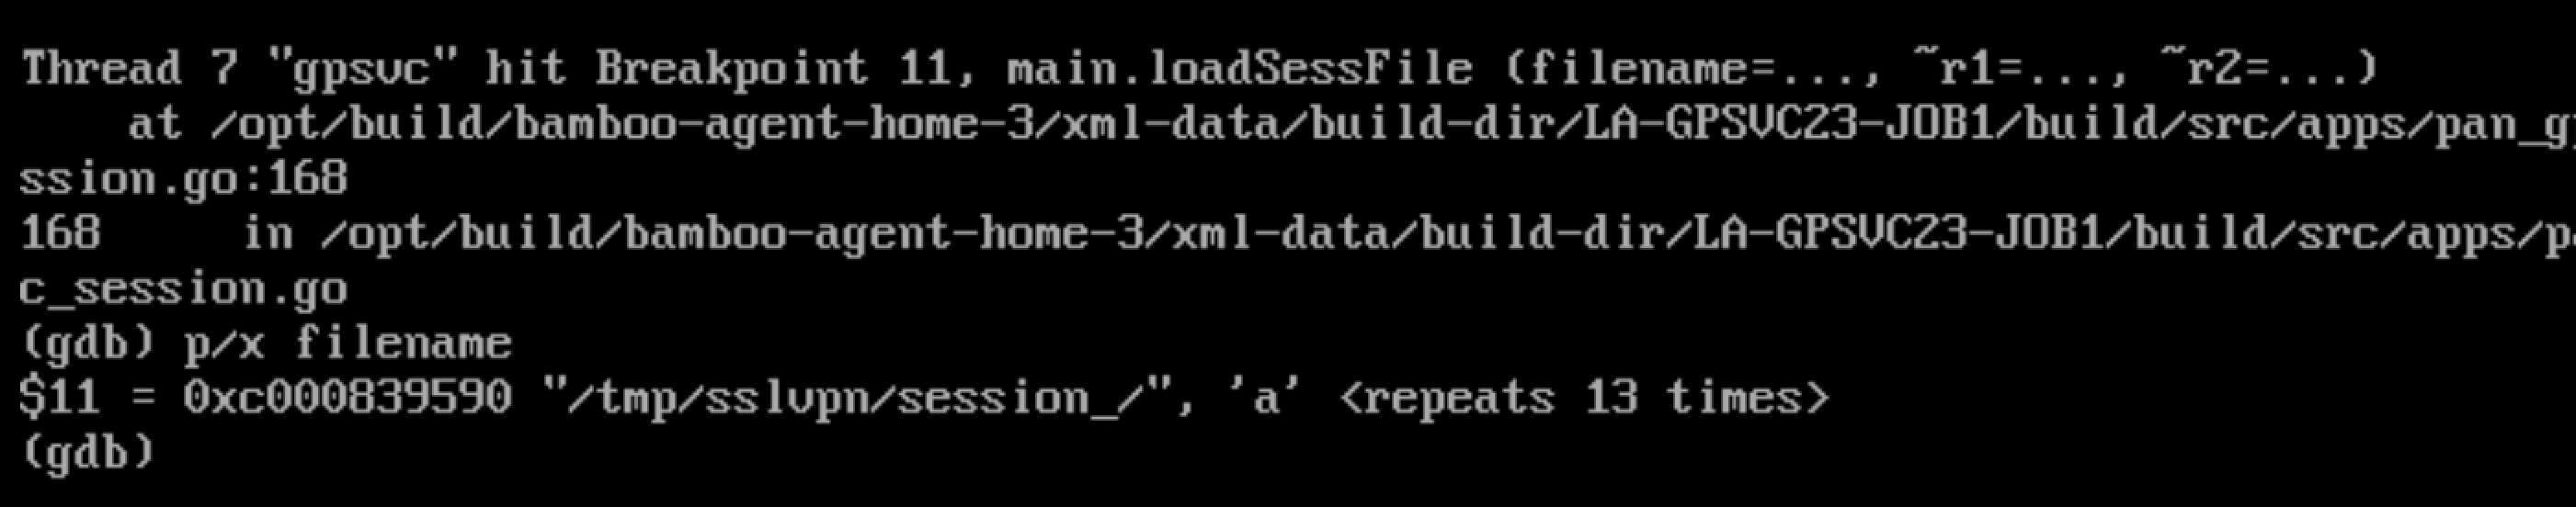 Thread 7 "gpsvc" hit Breakpoint 11, main.loadSessFile (filename=..., ~r1=..., ~r2=...)
    at /opt/build/bamboo-agent-home-3/xml-data/build-dir/LA-GPSVC23-JOB1/build/src/apps/pan_g
ssion.go:168
168     in /opt/build/bamboo-agent-home-3/xml-data/build-dir/LA-GPSVC23-JOB1/build/src/apps/p
c_session.go
(gdb) p/x filename
$11 = 0xc000839590 "/tmp/sslvpn/session_/", 'a' <repeats 13 times>
(gdb)